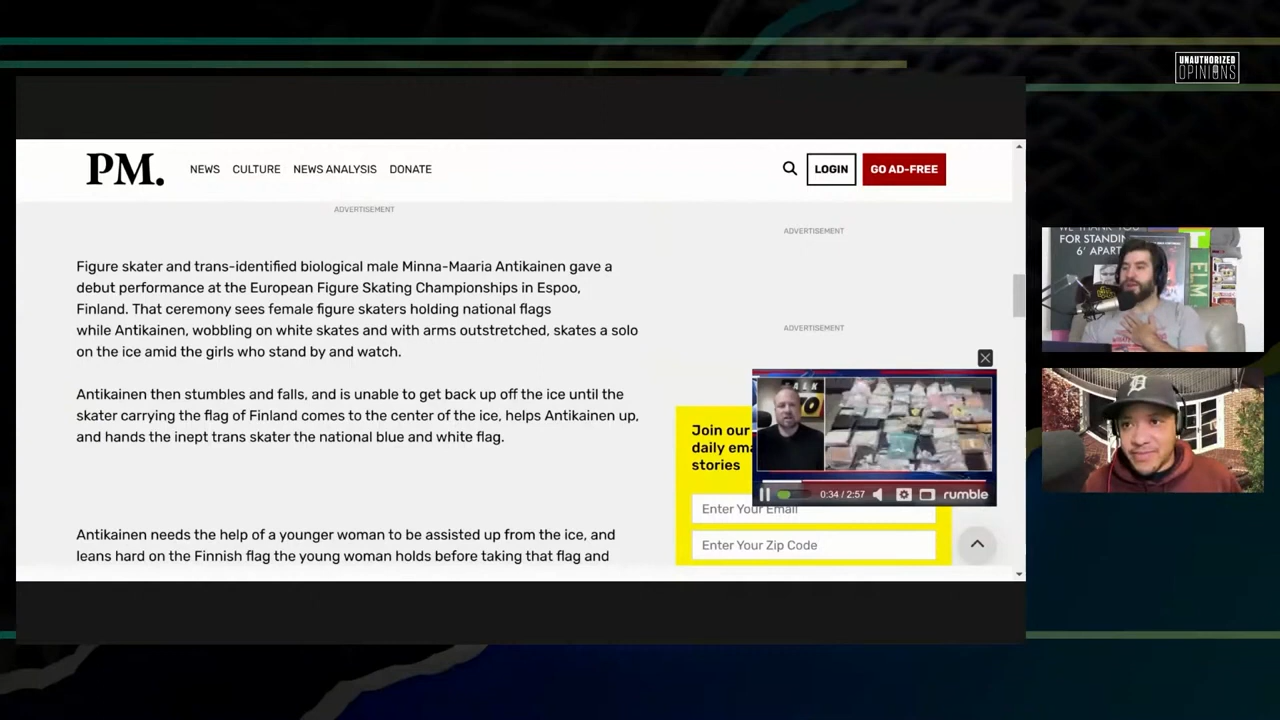 UNAUTHORIZED
OPINIONS
PM.
NEWS CULTURE NEWS ANALYSIS DONATE
LOGIN
GO AD-FREE
ADVERTISEMENT
ADVERTISEMENT
Figure skater and trans-identified biological male Minna-Maaria Antikainen gave a
debut performance at the European Figure Skating Championships in Espoo,
Finland. That ceremony sees female figure skaters holding national flags
while Antikainen, wobbling on white skates and with arms outstretched, skates a solo
on the ice amid the girls who stand by and watch.
Antikainen then stumbles and falls, and is unable to get back up off the ice until the
skater carrying the flag of Finland comes to the center of the ice, helps Antikainen up,
and hands the inept trans skater the national blue and white flag.
Antikainen needs the help of a younger woman to be assisted up from the ice, and
leans hard on the Finnish flag the young woman holds before taking that flag and
ADVERTISEMENT
Join our
daily ema
stories
0:34 / 2:57
rumble
Enter Your Email
Enter Your Zip Code
FOR STANDIN
6' APAR
ELM
D